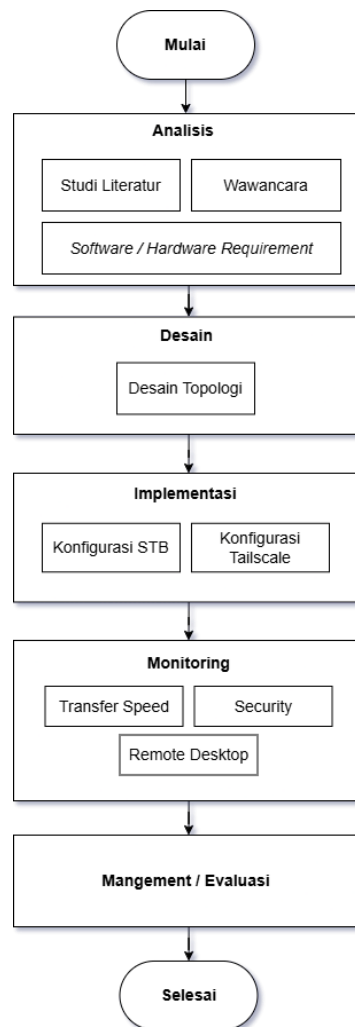 Mulai
Analisis
Studi Literatur
Wawancara
Software / Hardware Requirement
Desain
Desain Topologi
Implementasi
Konfigurasi STB
Konfigurasi
Tailscale
Monitoring
Transfer Speed
Security
Remote Desktop
Mangement / Evaluasi
Selesai